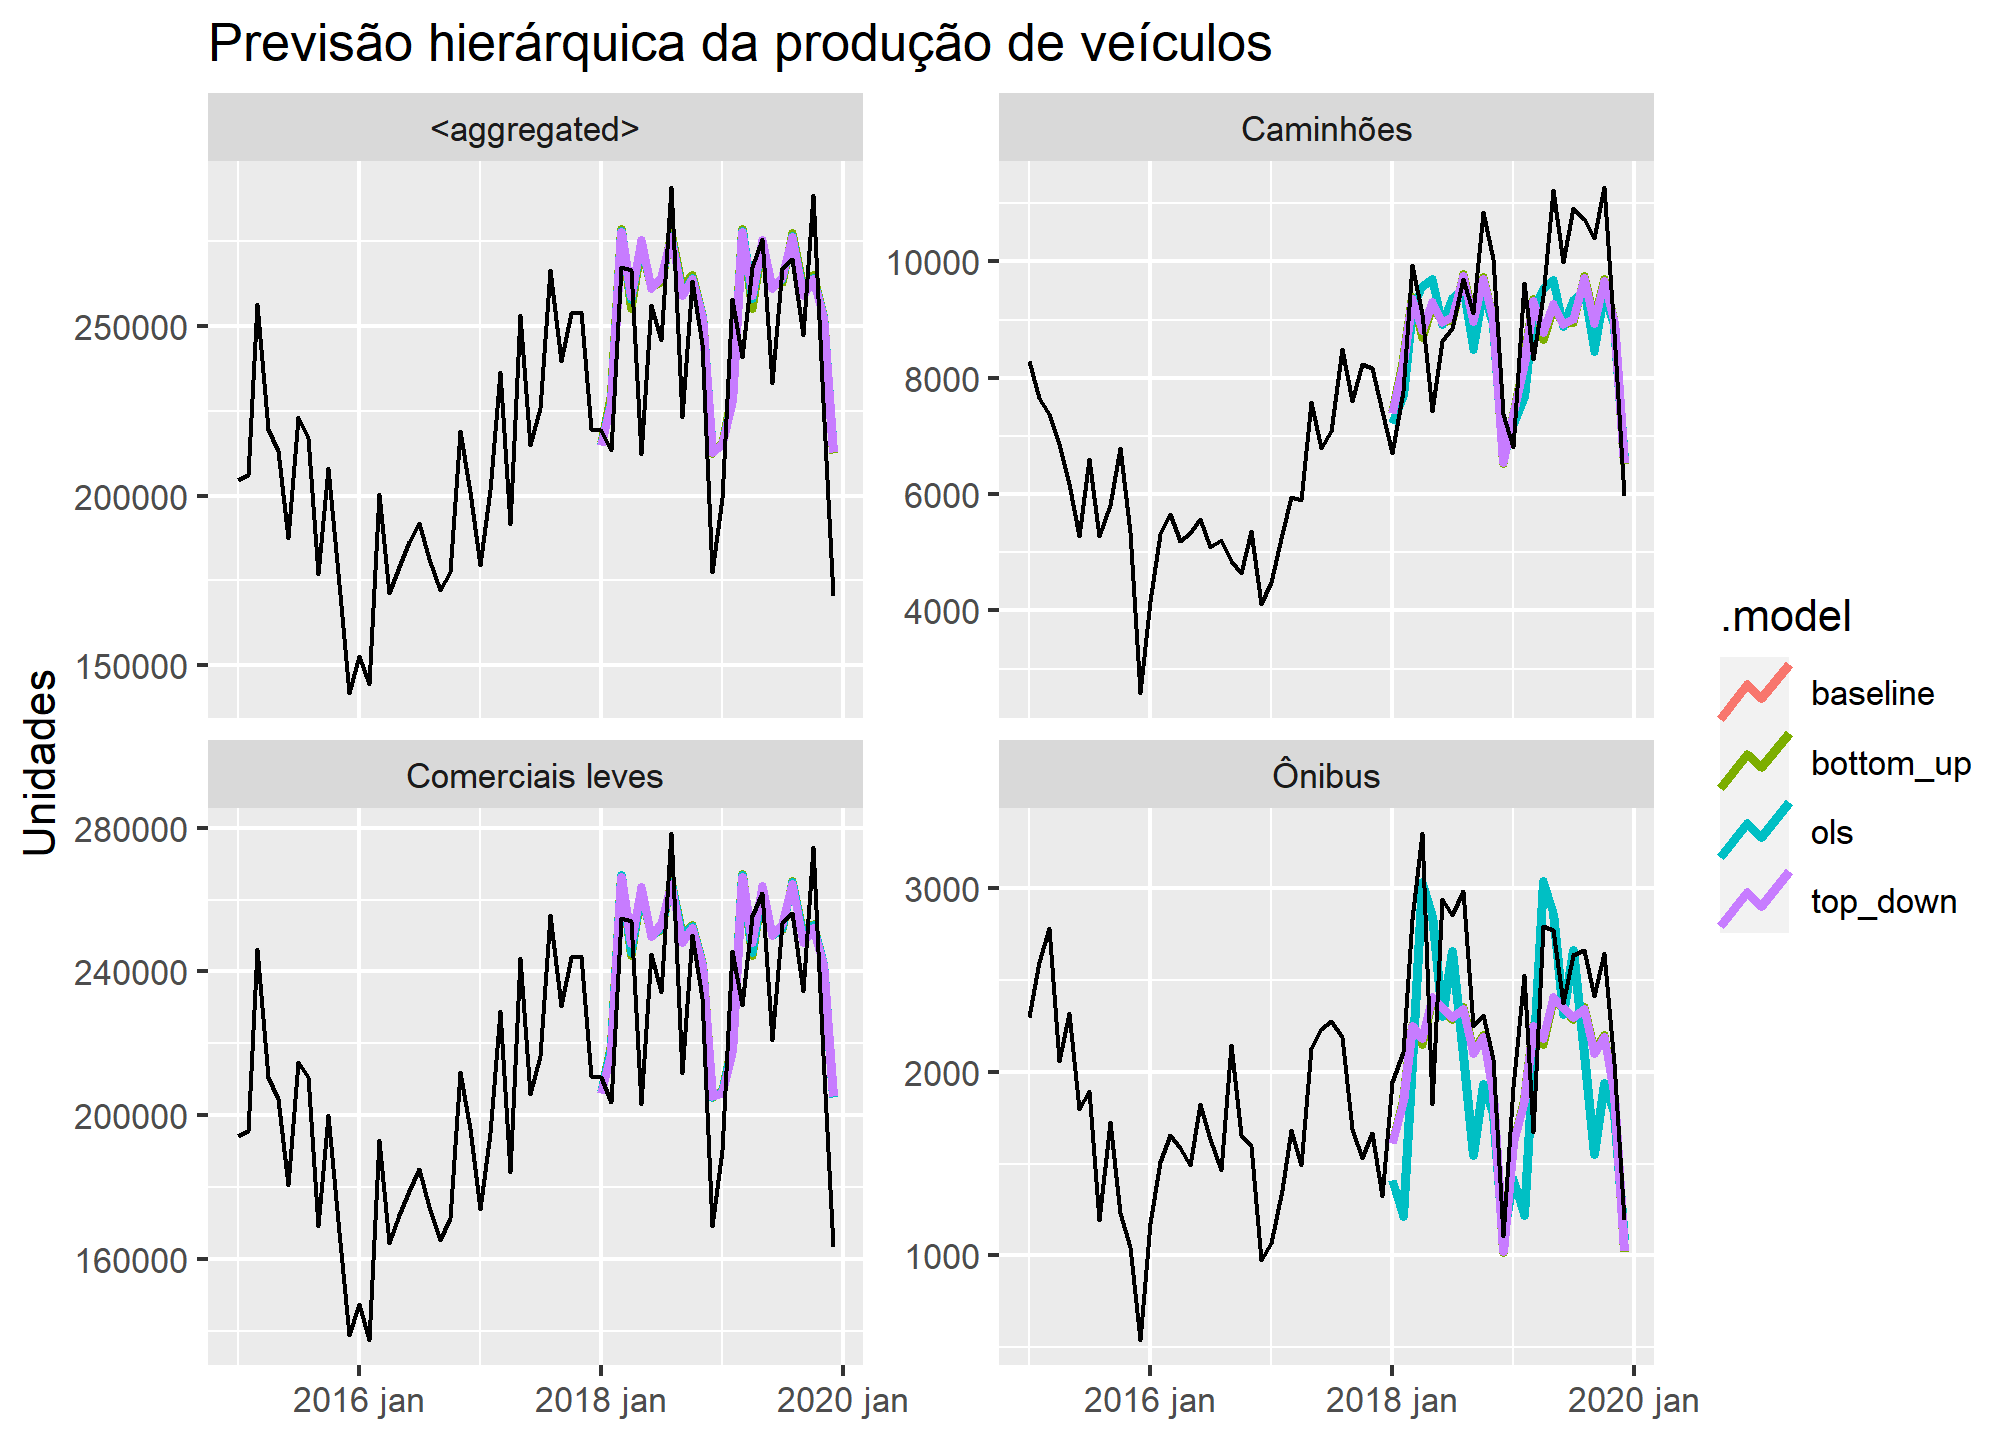 Previsão hierárquica da produção de veículos
<aggregated>
Caminhões
250000
200000
150000
10000
8000
6000
4000
Unidades
Comerciais leves
Ônibus
280000
240000
200000
160000
3000
2000
1000
2016 jan
2018 jan
2020 jan
2016 jan
2018 jan
2020 jan
.model
baseline
bottom_up
ols
top_down